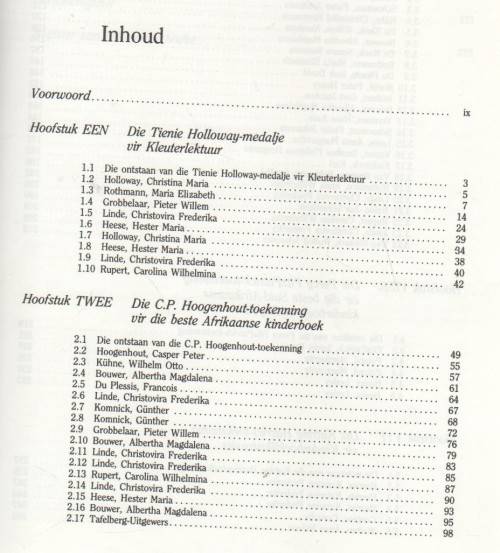 Inhoud
Voorwoord.......... ix
Hoofstuk EEN Die Tienie Holloway-medalje
vir Kleuterlektuur
1.1 Die ontstaan van die Tienie Holloway-medalje vir Kleuterlektuur .......... 3
1.2 Holloway, Christina Maria .......... 5
1.3 Rothmann, Maria Elizabeth .......... 7
1.4 Grobbelaar, Pieter Willem .......... 14
1.5 Linde, Christovira Frederika .......... 24
1.6 Heese, Hester Maria .......... 29
1.7 Holloway, Christina Maria .......... 34
1.8 Heese, Hester Maria .......... 38
1.9 Linde, Christovira Frederika .......... 40
1.10 Rupert, Carolina Wilhelmina .......... 42
Hoofstuk TWEE Die C.P. Hoogenhout-toekenning
vir die beste Afrikaanse kinderboek
2.1 Die ontstaan van die C.P. Hoogenhout-toekenning .......... 49
2.2 Hoogenhout, Casper Peter .......... 55
2.3 Kühne, Wilhelm Otto .......... 57
2.4 Bouwer, Albertha Magdalena .......... 61
2.5 Du Plessis, Francois .......... 64
2.6 Linde, Christovira Frederika .......... 67
2.7 Komnick, Günther .......... 68
2.8 Komnick, Günther .......... 72
2.9 Grobbelaar, Pieter Willem .......... 76
2.10 Bouwer, Albertha Magdalena .......... 79
2.11 Linde, Christovira Frederika .......... 83
2.12 Linde, Christovira Frederika .......... 85
2.13 Rupert, Carolina Wilhelmina .......... 87
2.14 Linde, Christovira Frederika .......... 90
2.15 Heese, Hester Maria .......... 93
2.16 Bouwer, Albertha Magdalena .......... 95
2.17 Tafelberg-Uitgewers .......... 98